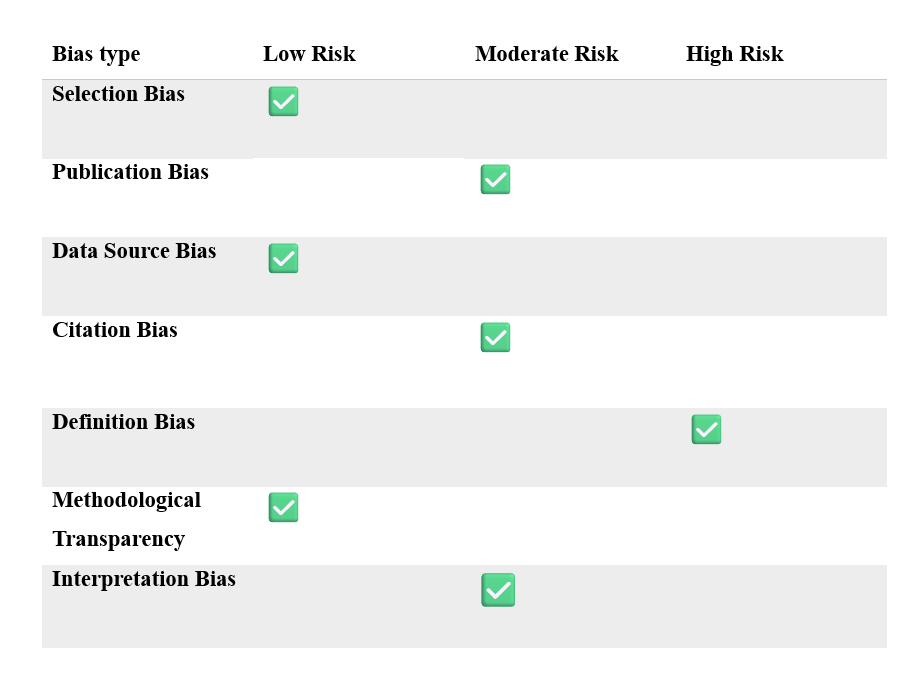 Bias type Low Risk Moderate Risk High Risk
Selection Bias ✅
Publication Bias ✅
Data Source Bias ✅
Citation Bias ✅
Definition Bias ✅
Methodological ✅
Transparency
Interpretation Bias ✅